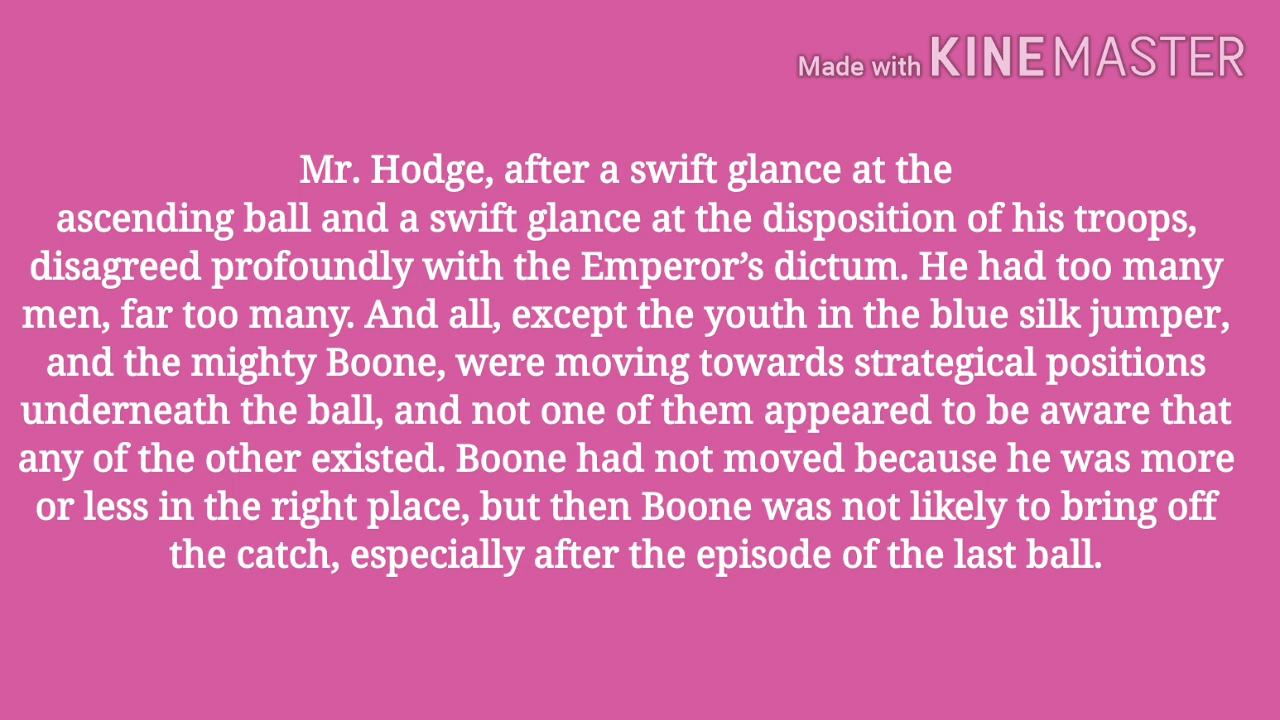 Made with KINEMASTER
Mr. Hodge, after a swift glance at the
ascending ball and a swift glance at the disposition of his troops,
disagreed profoundly with the Emperor’s dictum. He had too many
men, far too many. And all, except the youth in the blue silk jumper,
and the mighty Boone, were moving towards strategical positions
underneath the ball, and not one of them appeared to be aware that
any of the other existed. Boone had not moved because he was more
or less in the right place, but then Boone was not likely to bring off
the catch, especially after the episode of the last ball.